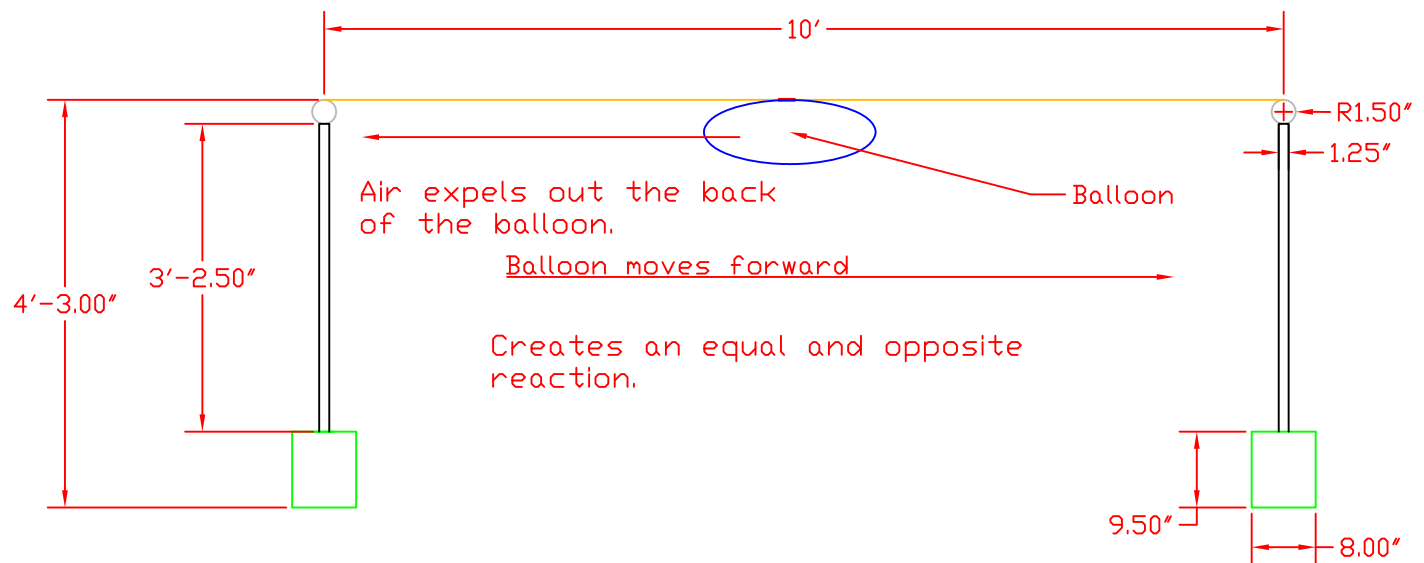 10'
R1.50"
1.25"
Air expels out the back
of the balloon.
Balloon
Balloon moves forward
3'-2.50"
4'-3.00"
Creates an equal and opposite
reaction.
9.50"
8.00"